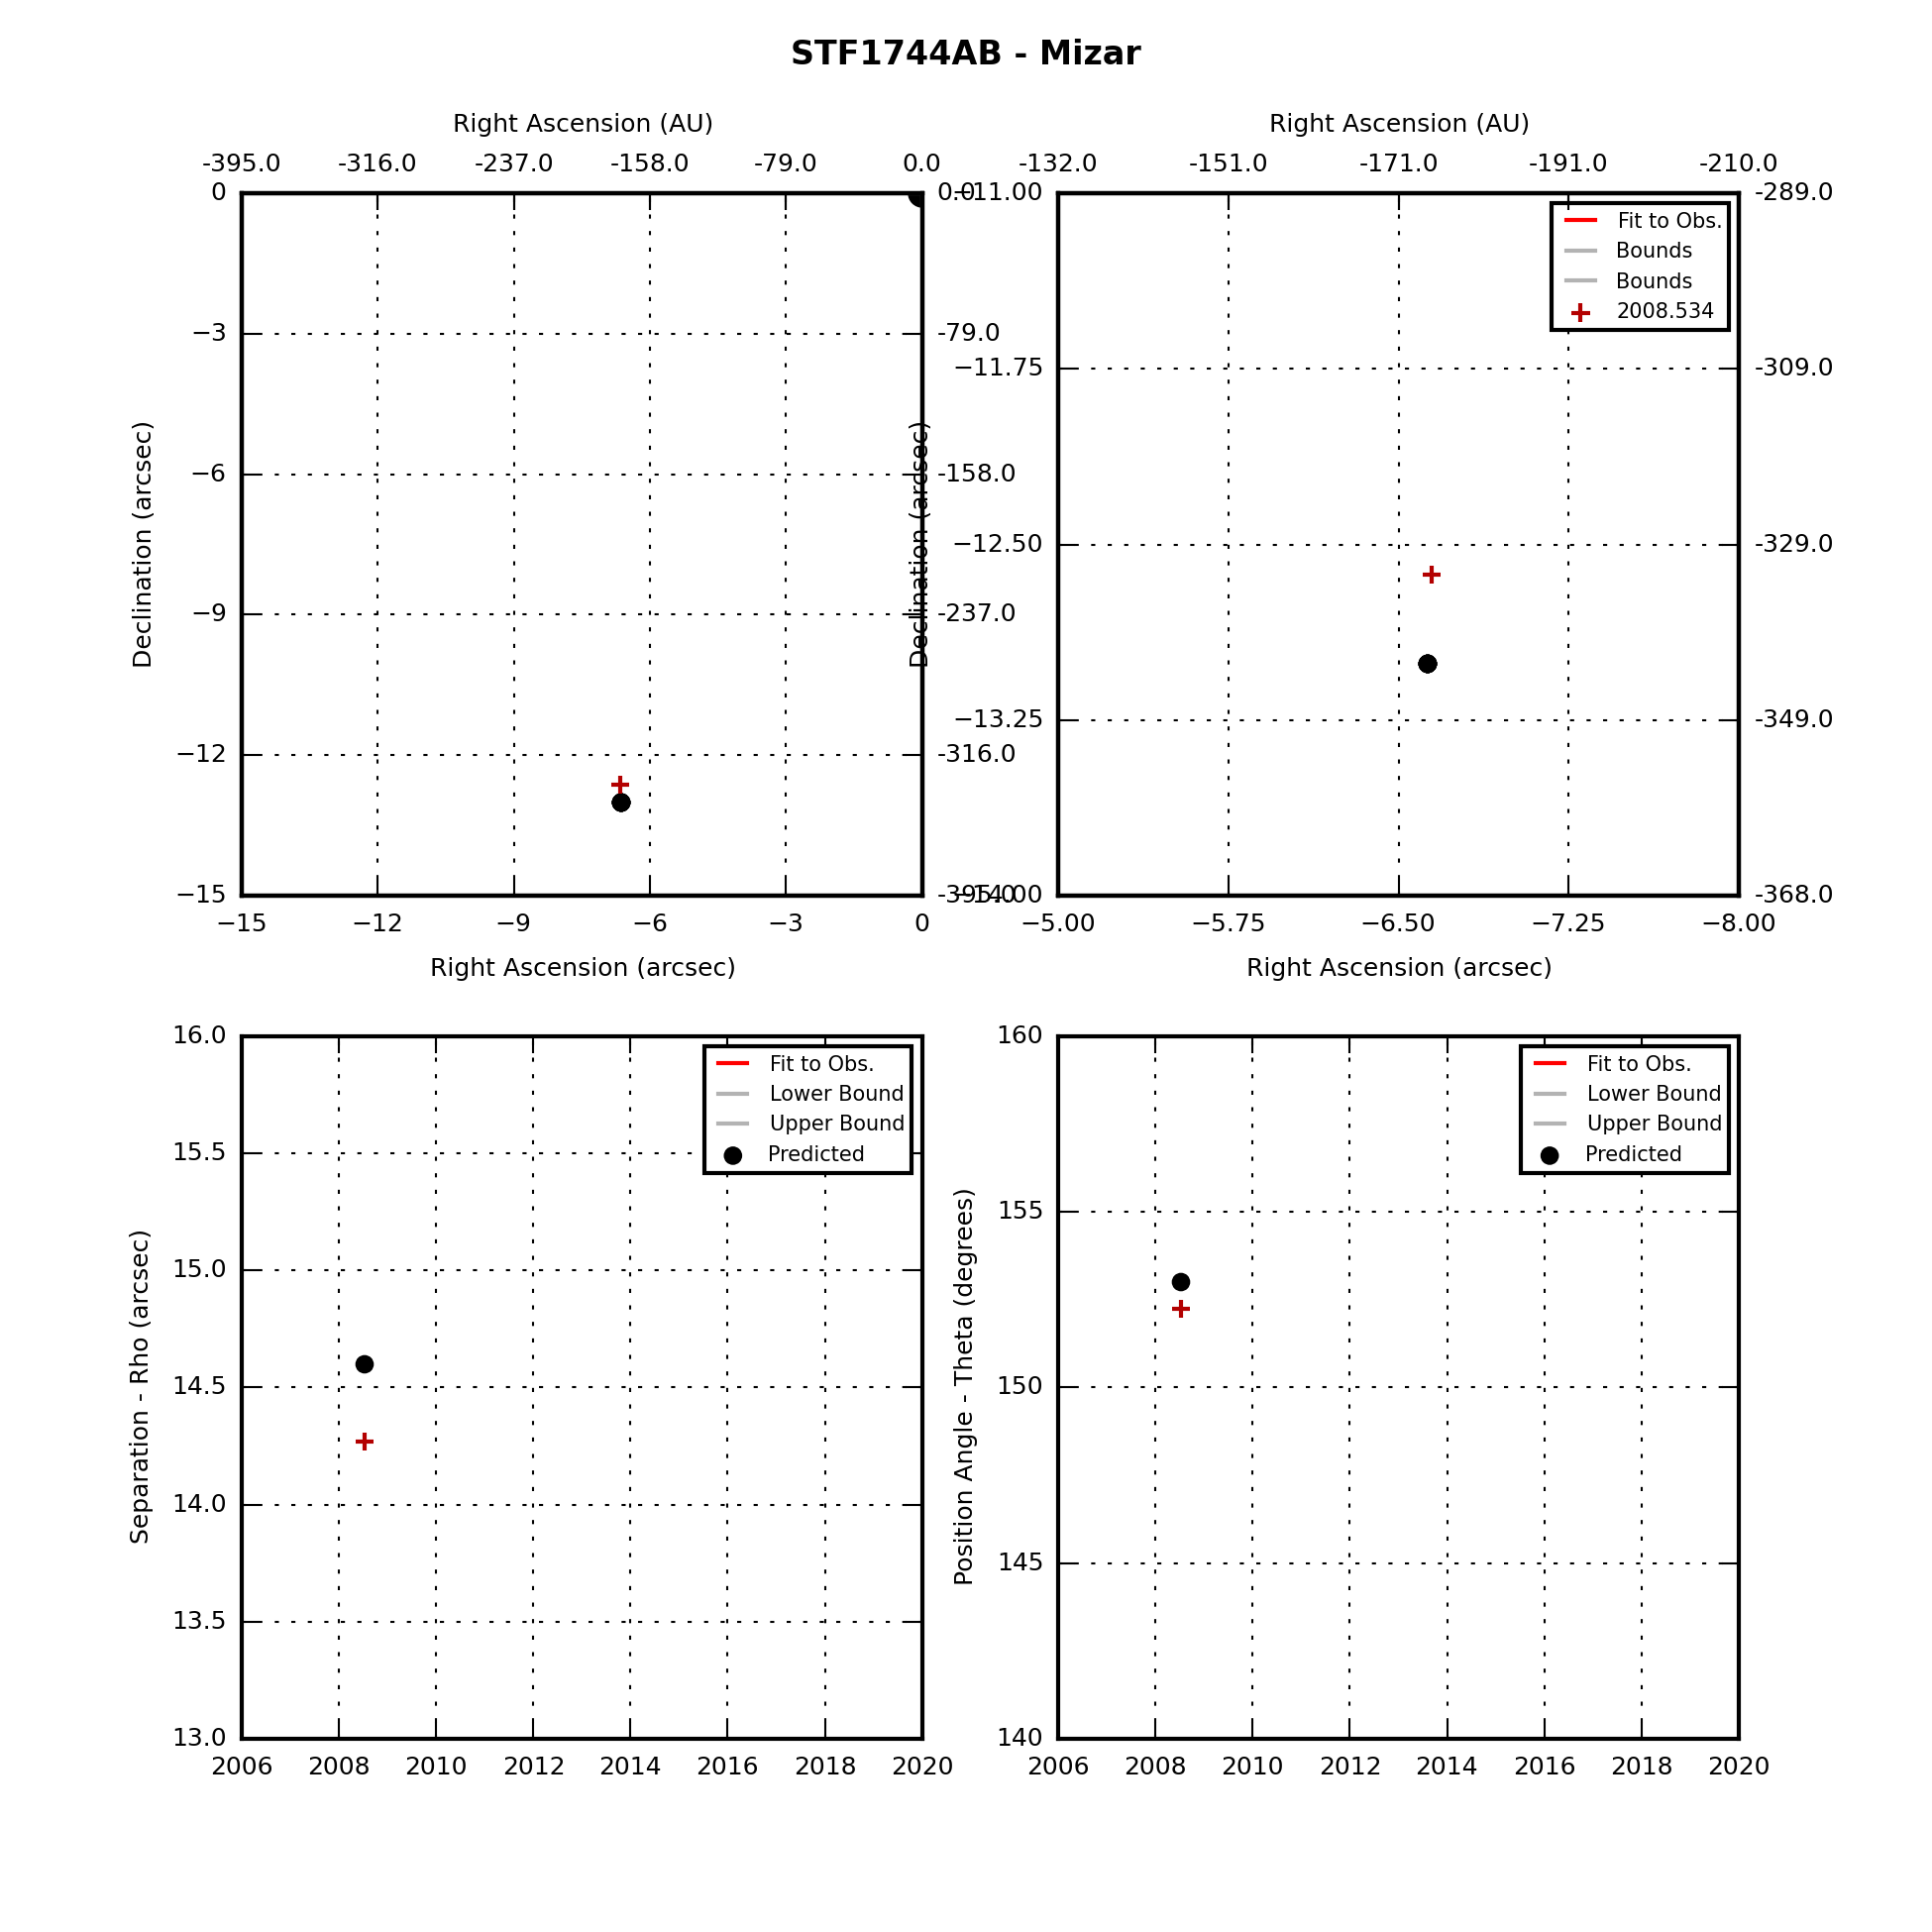 STF1744AB - Mizar
Right Ascension (AU)
Right Ascension (AU)
-395.0 -316.0 -237.0 -158.0 -79.0 0.0
-132.0 -151.0 -171.0 -191.0 -210.0
0
−3
−6
−9
−12
−15
Declination (arcsec)
0.0
-79.0
-158.0
-237.0
-316.0
-395.0
−15 −12 −9 −6 −3 0
Right Ascension (arcsec)
−11.00
−11.75
−12.50
−13.25
−14.00
Declination (arcsec)
-289.0
-309.0
-329.0
-349.0
-368.0
Fit to Obs.
Bounds
Bounds
2008.534
−5.00 −5.75 −6.50 −7.25 −8.00
Right Ascension (arcsec)
16.0
15.5
15.0
14.5
14.0
13.5
13.0
Separation - Rho (arcsec)
Fit to Obs.
Lower Bound
Upper Bound
Predicted
2006 2008 2010 2012 2014 2016 2018 2020
160
155
150
145
140
Position Angle - Theta (degrees)
Fit to Obs.
Lower Bound
Upper Bound
Predicted
2006 2008 2010 2012 2014 2016 2018 2020